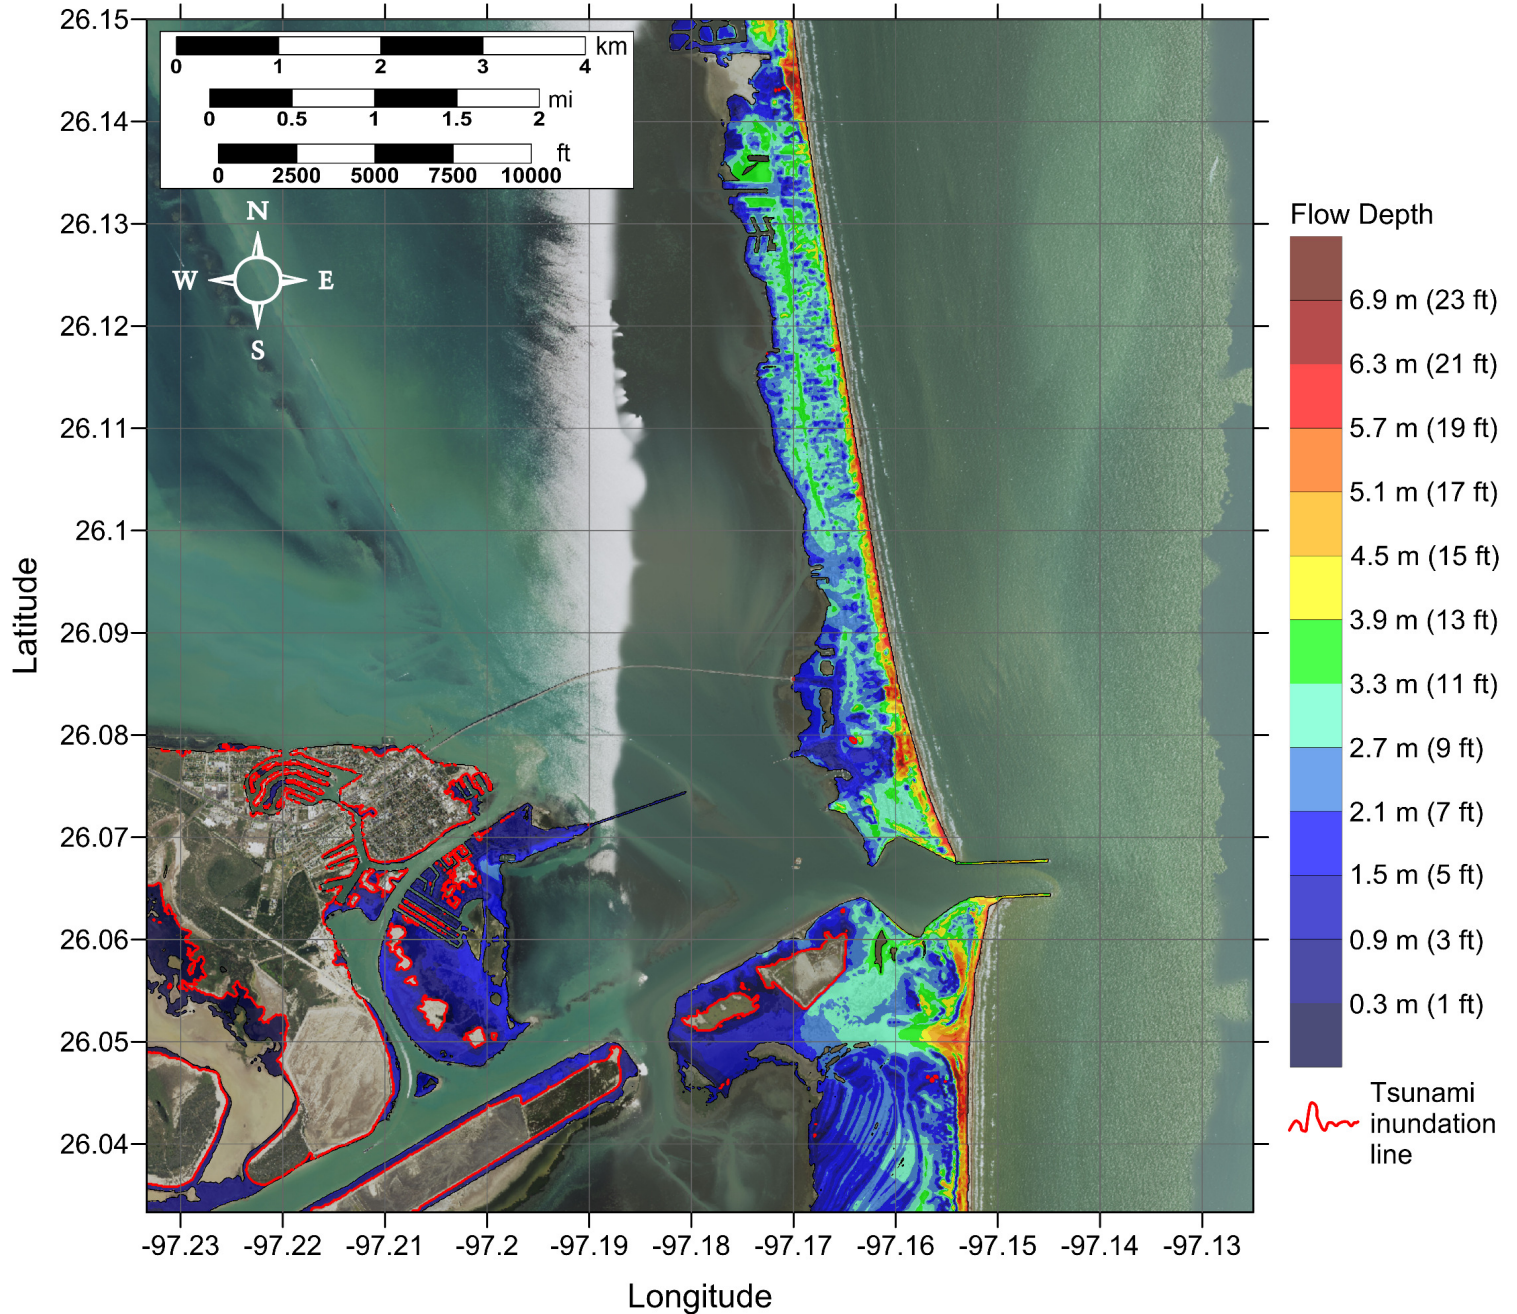 26.15
26.14
26.13
26.12
26.11
26.1
26.09
26.08
26.07
26.06
26.05
26.04
Latitude
km
0 1 2 3 4
mi
0 0.5 1 1.5 2
ft
0 2500 5000 7500 10000
N
W E
S
Flow Depth
6.9 m (23 ft)
6.3 m (21 ft)
5.7 m (19 ft)
5.1 m (17 ft)
4.5 m (15 ft)
3.9 m (13 ft)
3.3 m (11 ft)
2.7 m (9 ft)
2.1 m (7 ft)
1.5 m (5 ft)
0.9 m (3 ft)
0.3 m (1 ft)
Tsunami
inundation
line
-97.23 -97.22 -97.21 -97.2 -97.19 -97.18 -97.17 -97.16 -97.15 -97.14 -97.13
Longitude